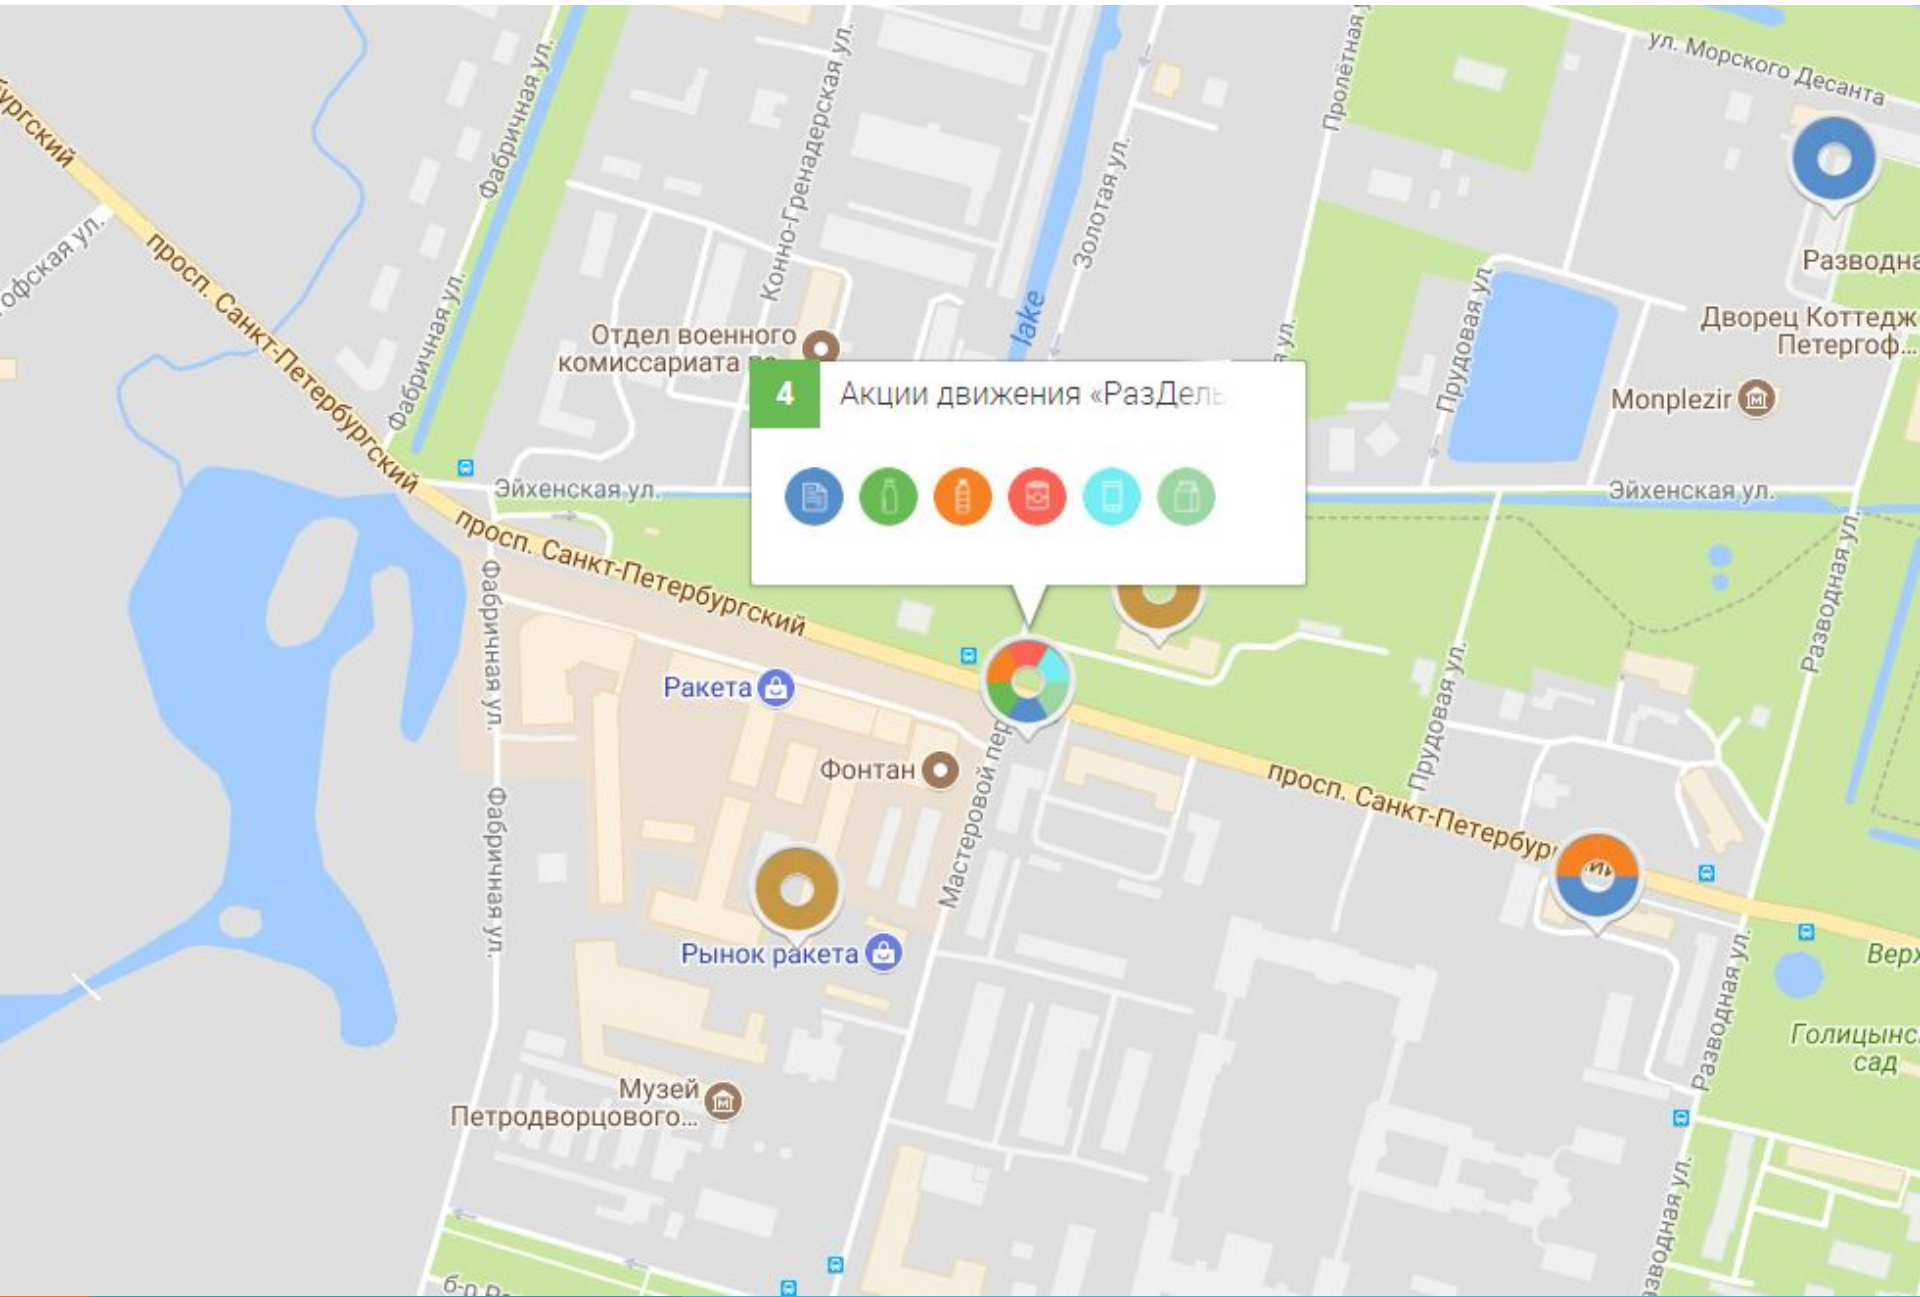 ул. Морского Десанта
Пролётная
Фабричная ул.
Конно-Гренадерская ул.
Золотая ул.
просп. Санкт-Петербургский
Разводна
Прудовая ул.
lake
Дворец Коттедж
Петергоф...
Отдел военного
комиссариата
Фабричная ул.
4
Акции движения «РазДель
Monplezir
Эйхенская ул.
Эйхенская ул.
просп. Санкт-Петербургский
Фабричная ул.
Разводная ул.
Ракета
Прудовая ул.
Фонтан
Мастеровой пер
просп. Санкт-Петербур
Фабричная ул.
Рынок ракета
Верх
Разводная ул.
Голицынс
сад
Музей
Петродворцового...